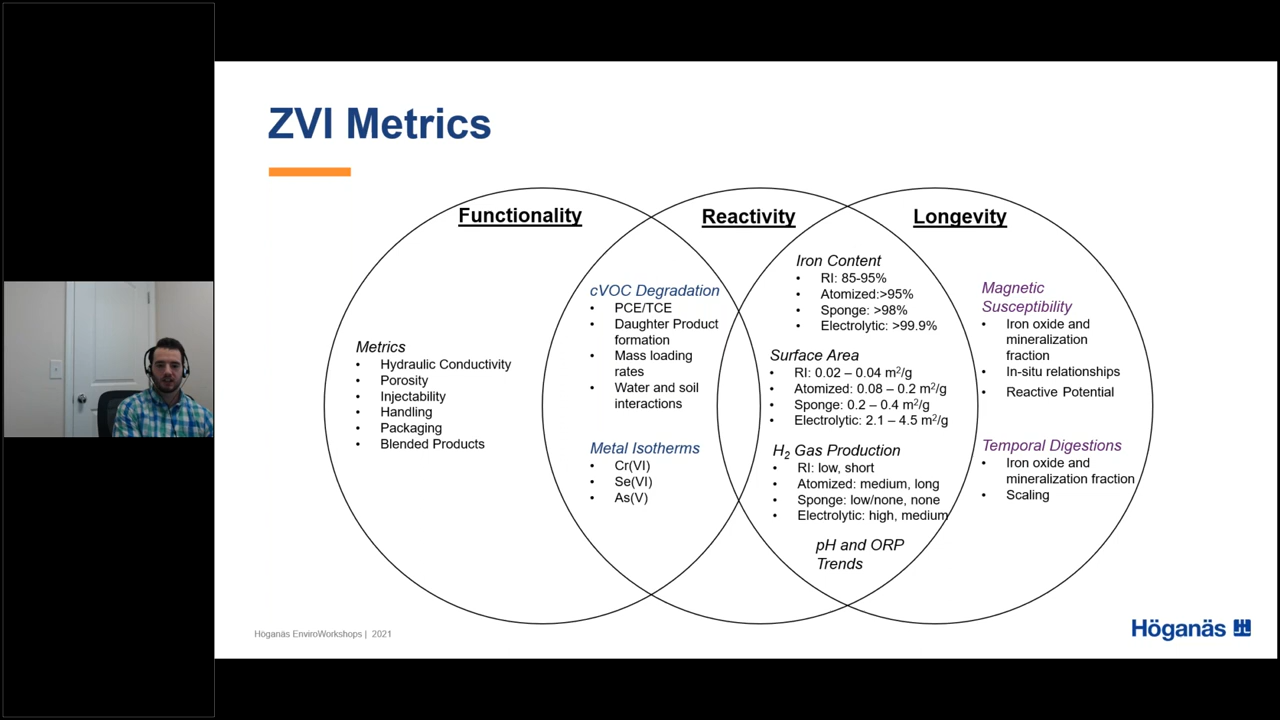 ZVI Metrics
Functionality
Reactivity
Longevity
Metrics
• Hydraulic Conductivity
• Porosity
• Injectability
• Handling
• Packaging
• Blended Products
cVOC Degradation
• PCE/TCE
• Daughter Product
formation
• Mass loading
rates
• Water and soil
interactions
Metal Isotherms
• Cr(VI)
• Se(VI)
• As(V)
Iron Content
• RI: 85-95%
• Atomized:>95%
• Sponge: >98%
• Electrolytic: >99.9%
Surface Area
• RI: 0.02 – 0.04 m²/g
• Atomized: 0.08 – 0.2 m²/g
• Sponge: 0.2 – 0.4 m²/g
• Electrolytic: 2.1 – 4.5 m²/g
H₂ Gas Production
• RI: low, short
• Atomized: medium, long
• Sponge: low/none, none
• Electrolytic: high, medium
pH and ORP
Trends
Magnetic
Susceptibility
• Iron oxide and
mineralization
fraction
• In-situ relationships
• Reactive Potential
Temporal Digestions
• Iron oxide and
mineralization fraction
• Scaling
Höganäs EnviroWorkshops | 2021
Höganäs